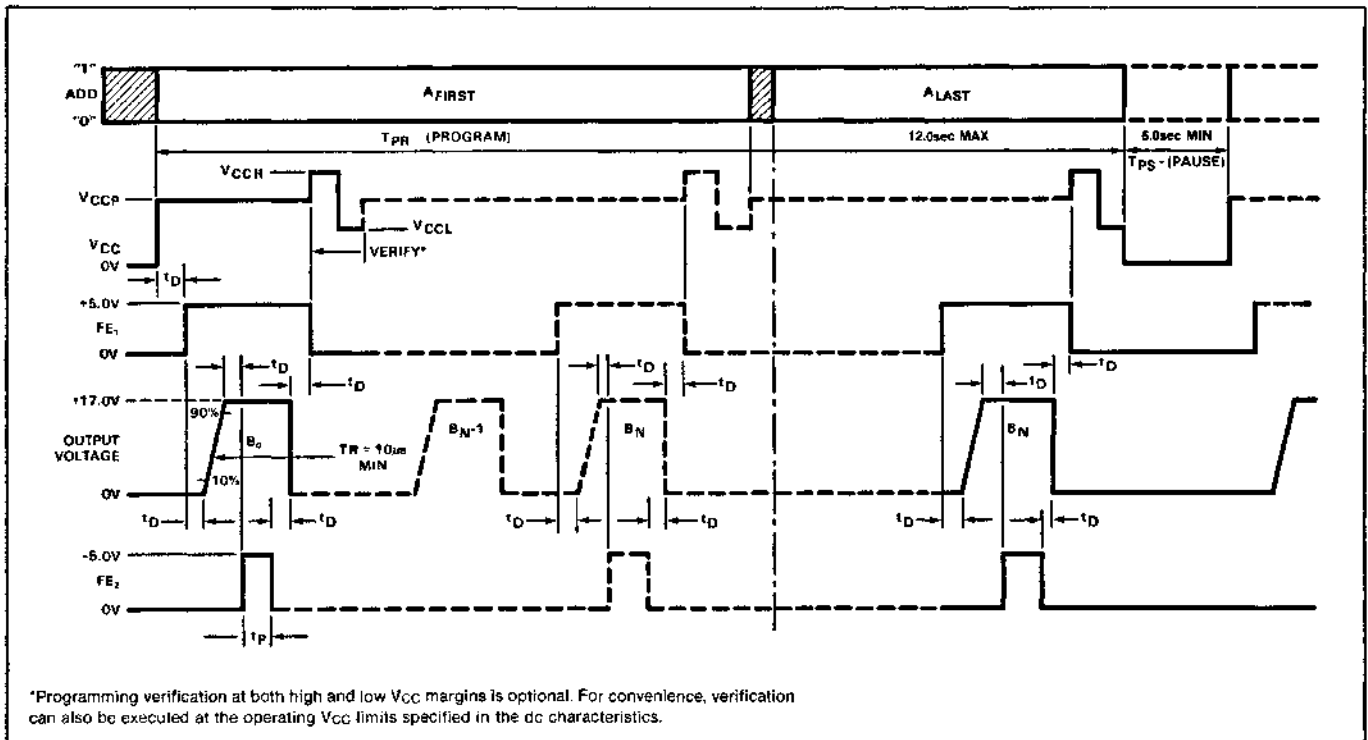 "1"
ADD
"0"
AFIRST
ALAST
TPR (PROGRAM)
12.0sec MAX
5.0sec MIN
TPS-(PAUSE)
VCCH
VCCP
VCCL
VCC
0V
VERIFY*
tD
+5.0V
FE1
0V
tD
tD
tD
tD
tD
+17.0V
90%
B0
TR = 10µs
MIN
10%
BN-1
BN
BN
OUTPUT
VOLTAGE
0V
tD
tD
tD
tD
tD
tD
-5.0V
FE2
0V
tP
*Programming verification at both high and low VCC margins is optional. For convenience, verification
can also be executed at the operating VCC limits specified in the dc characteristics.